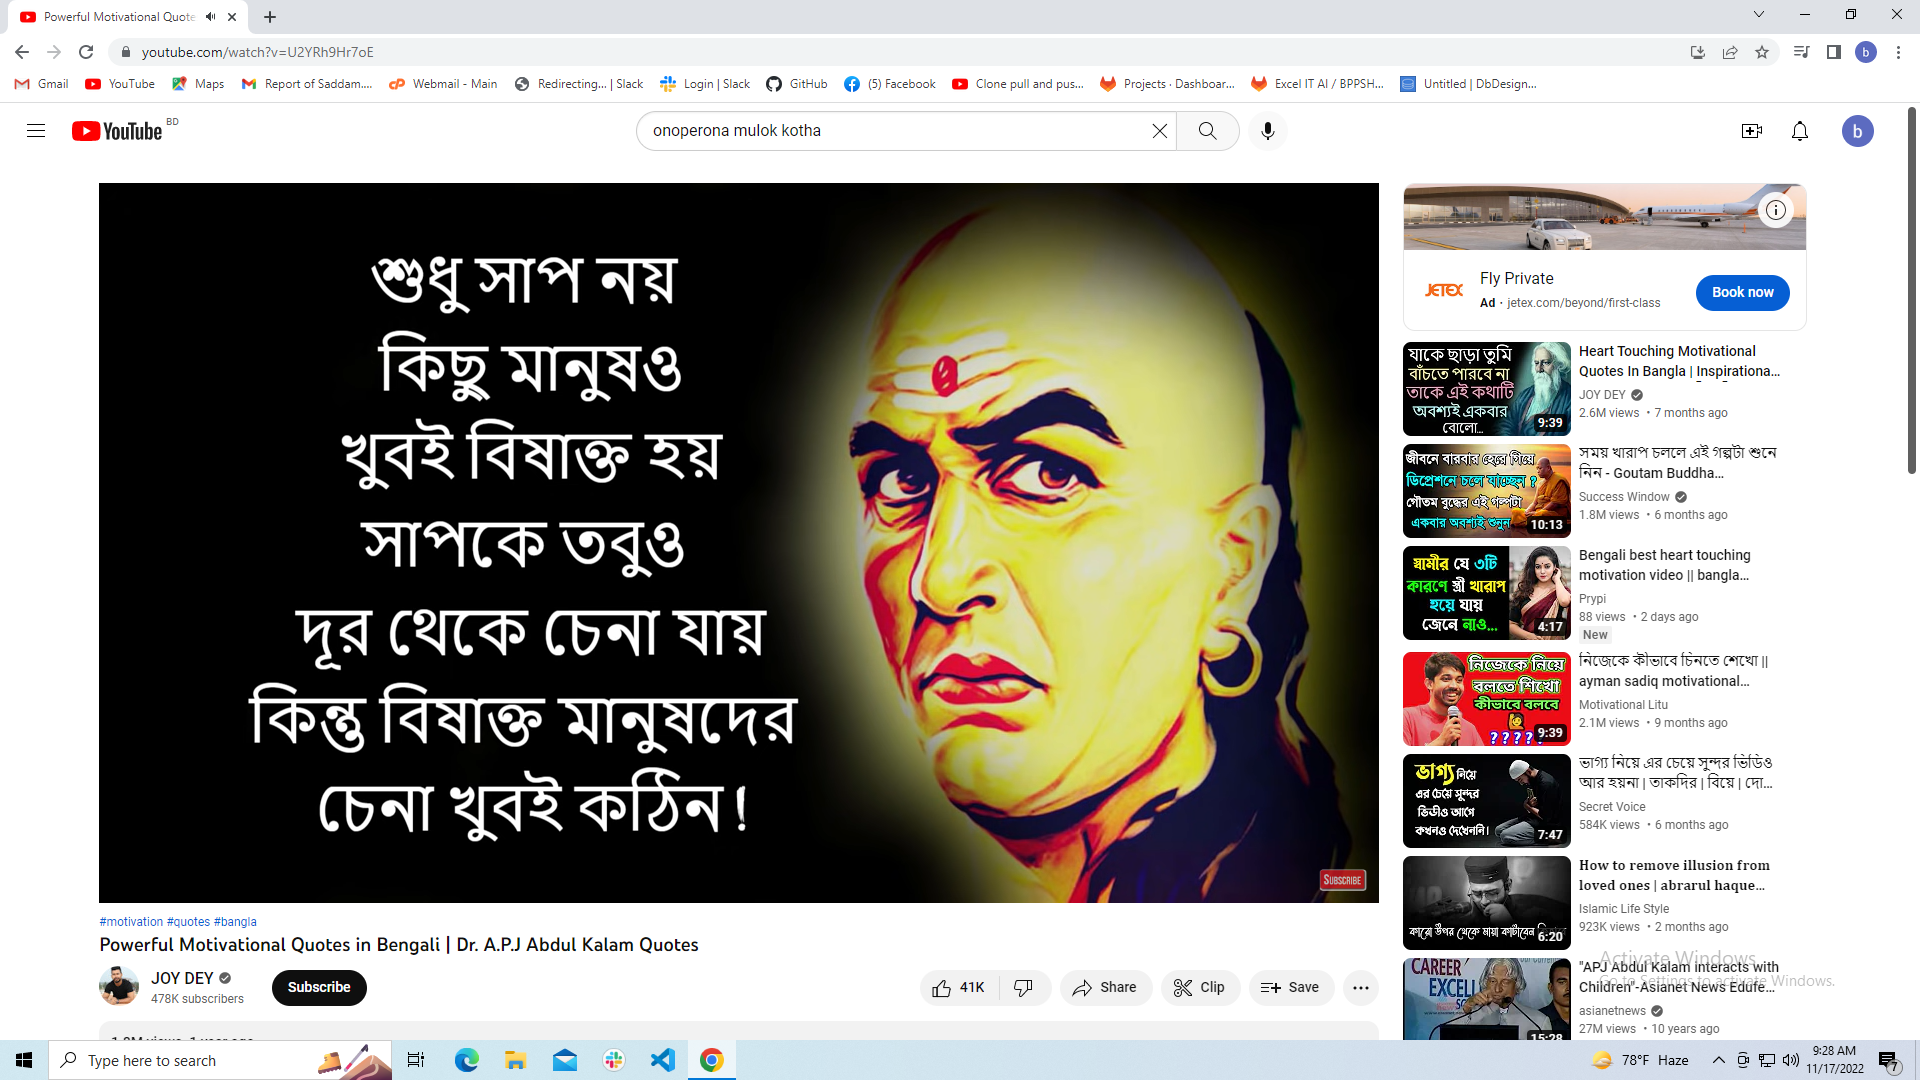 Powerful Motivational Quote
youtube.com/watch?v=U2YRh9Hr7oE
Gmail
YouTube
Maps
Report of Saddam....
Webmail - Main
Redirecting... | Slack
Login | Slack
GitHub
(5) Facebook
Clone pull and pus...
Projects · Dashboar...
Excel IT AI / BPPSH...
Untitled | DbDesign...
b
YouTube BD
onoperona mulok kotha
b
শুধু সাপ নয়
কিছু মানুষও
খুবই বিষাক্ত হয়
সাপকে তবুও
দূর থেকে চেনা যায়
কিন্তু বিষাক্ত মানুষদের
চেনা খুবই কঠিন!
SUBSCRIBE
#motivation #quotes #bangla
Powerful Motivational Quotes in Bengali | Dr. A.P.J Abdul Kalam Quotes
JOY DEY
478K subscribers
Subscribe
41K
Share
Clip
Save
JETEX
Fly Private
Ad · jetex.com/beyond/first-class
Book now
যাকে ছাড়া তুমি
বাঁচতে পারবে না
তাকে এই কথাটি
অবশ্যই একবার
বোলো...
9:39
Heart Touching Motivational
Quotes In Bangla | Inspirationa...
JOY DEY
2.6M views • 7 months ago
জীবনে বারবার হেরে গিয়ে
ডিপ্রেশনে চলে যাচ্ছেন ?
গৌতম বুদ্ধের এই গল্পটা
একবার অবশ্যই শুনুন
10:13
সময় খারাপ চললে এই গল্পটা শুনে
নিন - Goutam Buddha...
Success Window
1.8M views • 6 months ago
স্বামীর যে ৩টি
কারণে স্ত্রী খারাপ
হয়ে যায়
জেনে নাও...
4:17
Bengali best heart touching
motivation video || bangla...
Prypi
88 views • 2 days ago
New
নিজেকে নিয়ে
বলতে শিখো
কীভাবে বলবে
?????
9:39
নিজেকে কীভাবে চিনতে শেখো ||
ayman sadiq motivational...
Motivational Litu
2.1M views • 9 months ago
ভাগ্য নিয়ে
এর চেয়ে সুন্দর
ভিডীও আগে
কখনও দেখেননি।
7:47
ভাগ্য নিয়ে এর চেয়ে সুন্দর ভিডিও
আর হয়না | তাকদির | বিয়ে | দো...
Secret Voice
584K views • 6 months ago
কারো উপর থেকে মায়া কাটাবেন
6:20
How to remove illusion from
loved ones | abrarul haque...
Islamic Life Style
923K views • 2 months ago
CAREER
EXCELL
15:28
"APJ Abdul Kalam interacts with
Children"-Asianet News Edufe...
asianetnews
27M views • 10 years ago
Activate Windows
Go to Settings to activate Windows.
Type here to search
78°F Haze
9:28 AM
11/17/2022
7